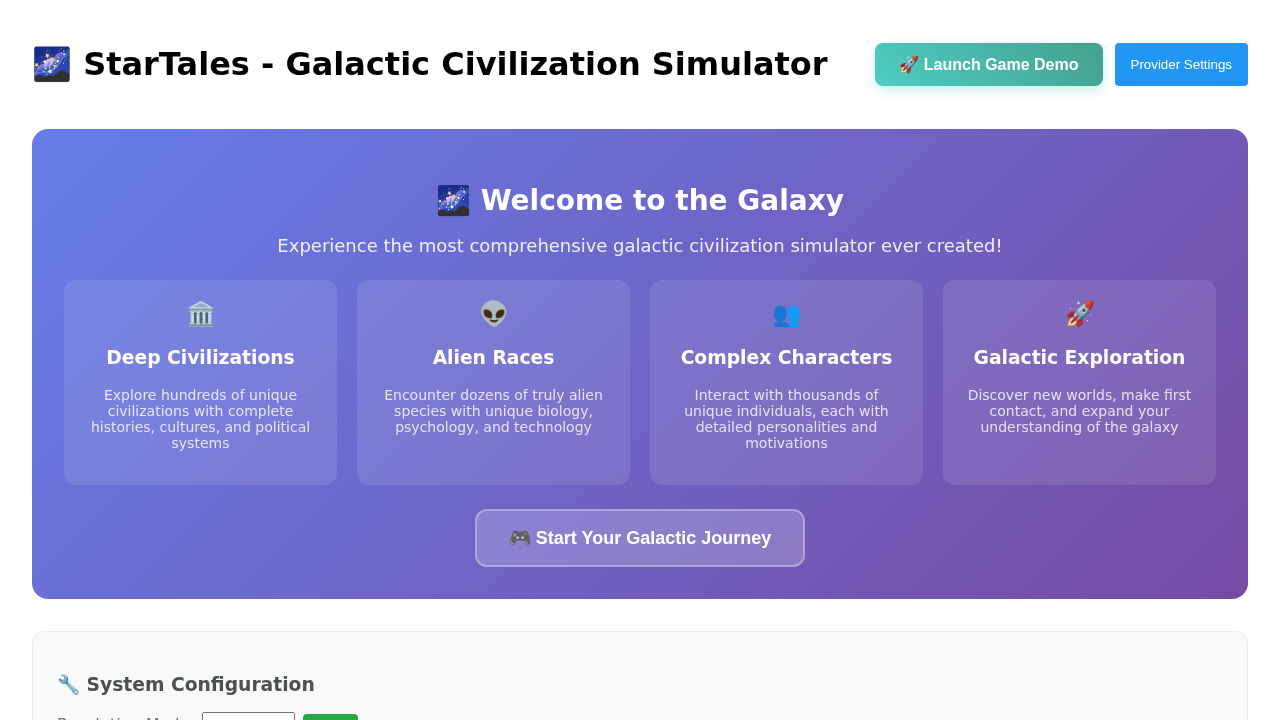 🌌 StarTales - Galactic Civilization Simulator
🚀 Launch Game Demo
Provider Settings
🌌 Welcome to the Galaxy
Experience the most comprehensive galactic civilization simulator ever created!
Deep Civilizations
Explore hundreds of unique
civilizations with complete
histories, cultures, and political
systems
Alien Races
Encounter dozens of truly alien
species with unique biology,
psychology, and technology
Complex Characters
Interact with thousands of
unique individuals, each with
detailed personalities and
motivations
Galactic Exploration
Discover new worlds, make first
contact, and expand your
understanding of the galaxy
🎮 Start Your Galactic Journey
🔧 System Configuration